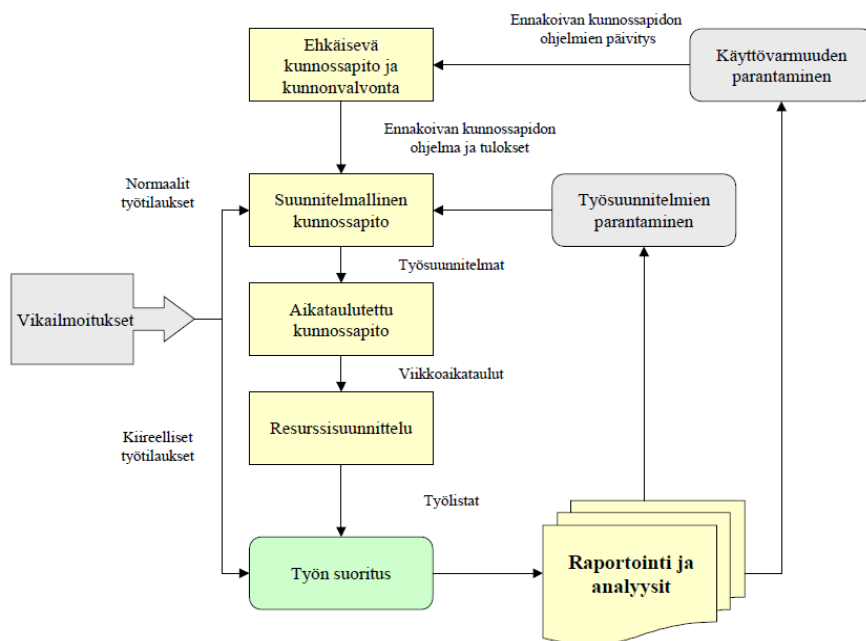 Ennakoivan kunnossapidon
ohjelmien päivitys
Ehkäisevä
kunnossapito ja
kunnonvalvonta
Käyttövarmuuden
parantaminen
Ennakoivan kunnossapidon
ohjelma ja tulokset
Normaalit
työtilaukset
Suunnitelmallinen
kunnossapito
Työsuunnitelmien
parantaminen
Työsuunnitelmat
Vikailmoitukset
Aikataulutettu
kunnossapito
Viikkoaikataulut
Resurssisuunnittelu
Kiireelliset
työtilaukset
Työlistat
Työn suoritus
Raportointi ja
analyysit